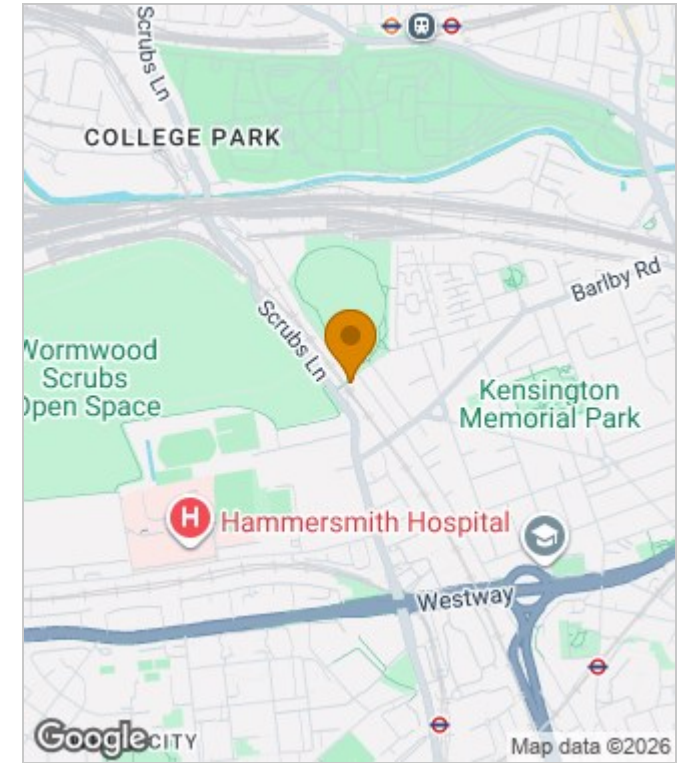 Scrubs Ln
COLLEGE PARK
Barlby Rd
Scrubs Ln
Wormwood
Scrubs
Open Space
Kensington
Memorial Park
H
Hammersmith Hospital
Westway
Google
CITY
Map data ©2026